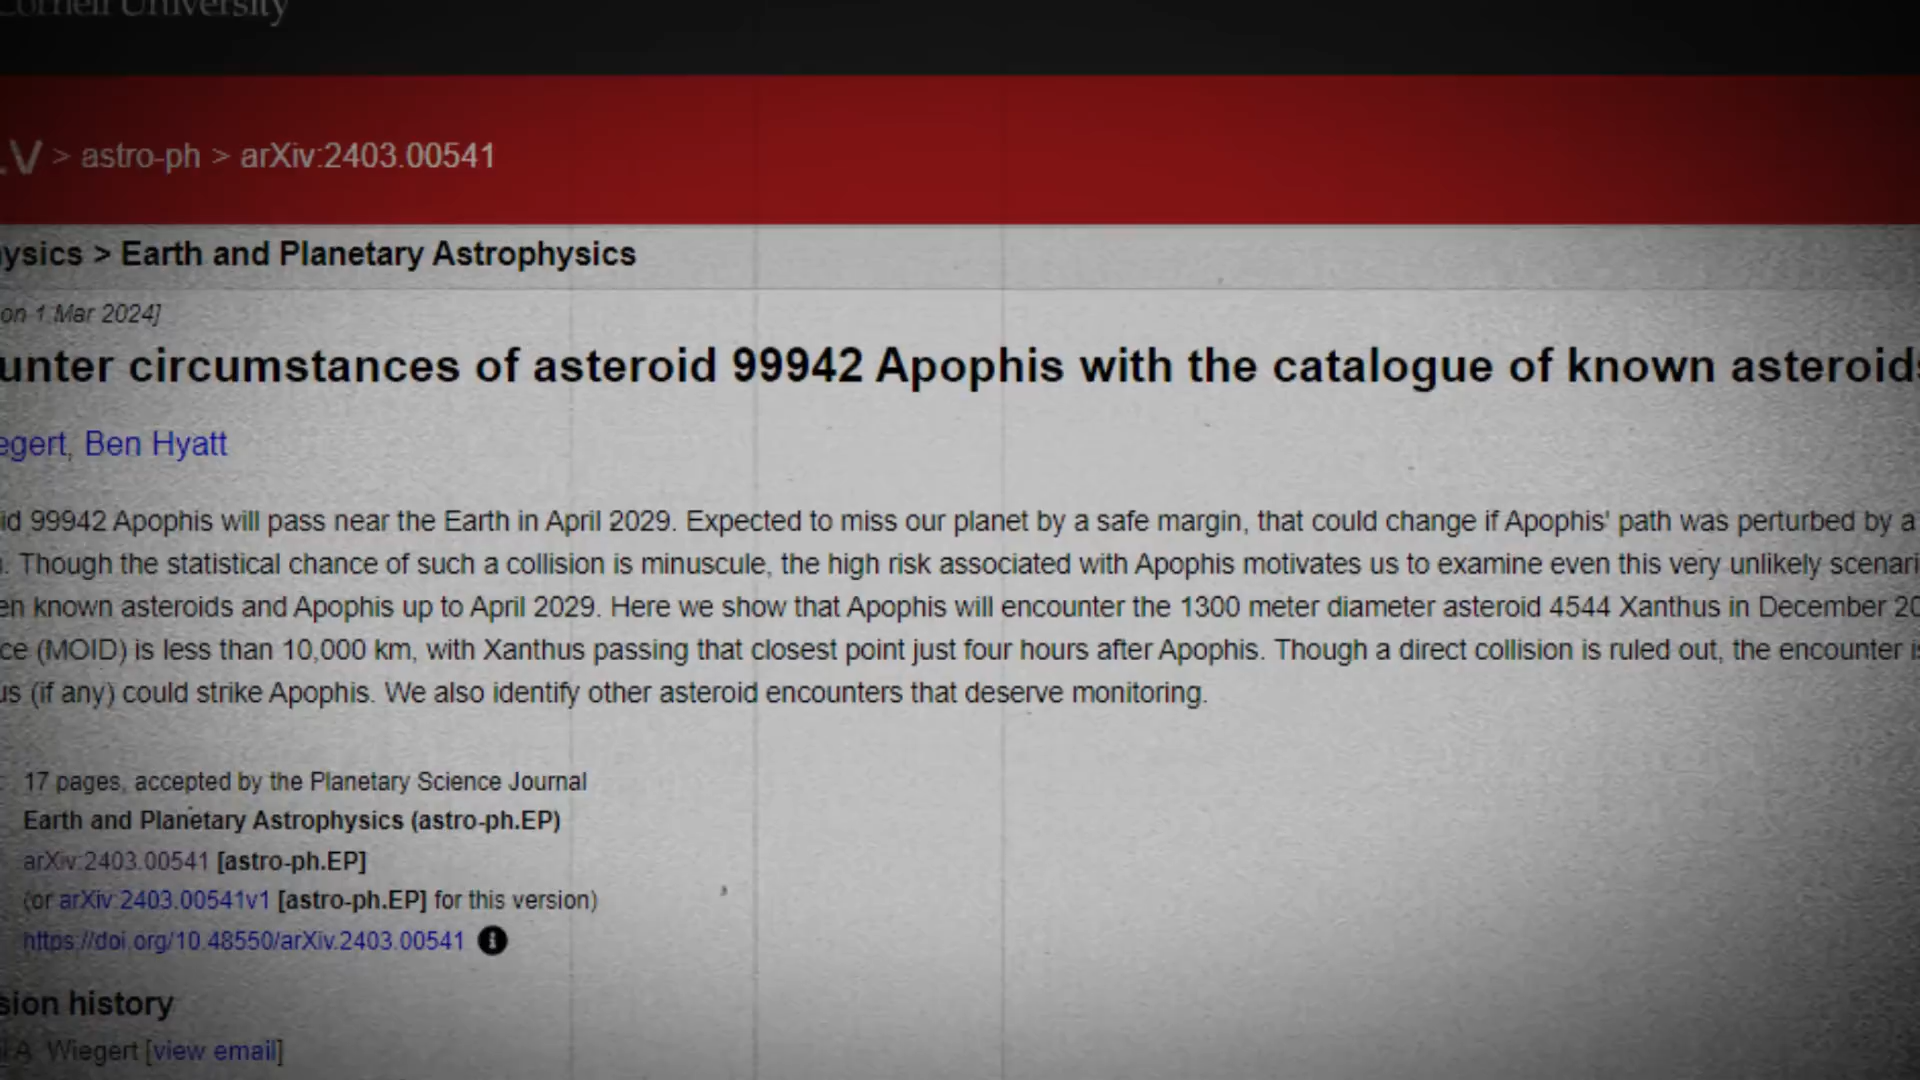 Cornell University
> astro-ph > arXiv:2403.00541
ysics > Earth and Planetary Astrophysics
on 1 Mar 2024]
unter circumstances of asteroid 99942 Apophis with the catalogue of known asteroids
egert, Ben Hyatt
id 99942 Apophis will pass near the Earth in April 2029. Expected to miss our planet by a safe margin, that could change if Apophis' path was perturbed by a
. Though the statistical chance of such a collision is minuscule, the high risk associated with Apophis motivates us to examine even this very unlikely scenari
en known asteroids and Apophis up to April 2029. Here we show that Apophis will encounter the 1300 meter diameter asteroid 4544 Xanthus in December 20
ce (MOID) is less than 10,000 km, with Xanthus passing that closest point just four hours after Apophis. Though a direct collision is ruled out, the encounter is
us (if any) could strike Apophis. We also identify other asteroid encounters that deserve monitoring.
17 pages, accepted by the Planetary Science Journal
Earth and Planetary Astrophysics (astro-ph.EP)
arXiv:2403.00541 [astro-ph.EP]
(or arXiv:2403.00541v1 [astro-ph.EP] for this version)
https://doi.org/10.48550/arXiv.2403.00541
sion history
A. Wiegert [view email]